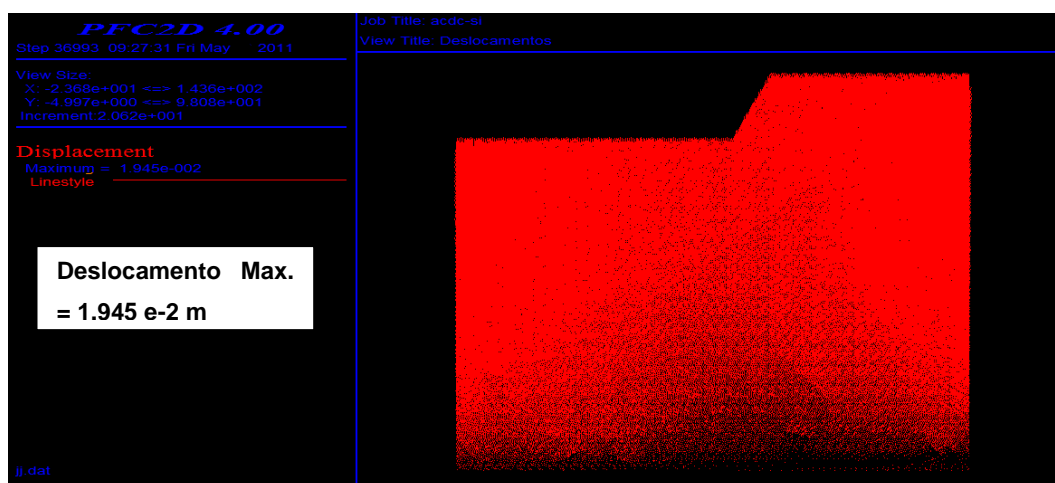 PFC2D 4.00
Step 36993 09:27:31 Fri May 2011
View Size:
X: -2.368e+001 <=> 1.436e+002
Y: -4.997e+000 <=> 9.808e+001
Increment:2.062e+001
Displacement
Maximum = 1.945e-002
Linestyle
Deslocamento Max.
= 1.945 e-2 m
jj.dat
Job Title: acdc-si
View Title: Deslocamentos